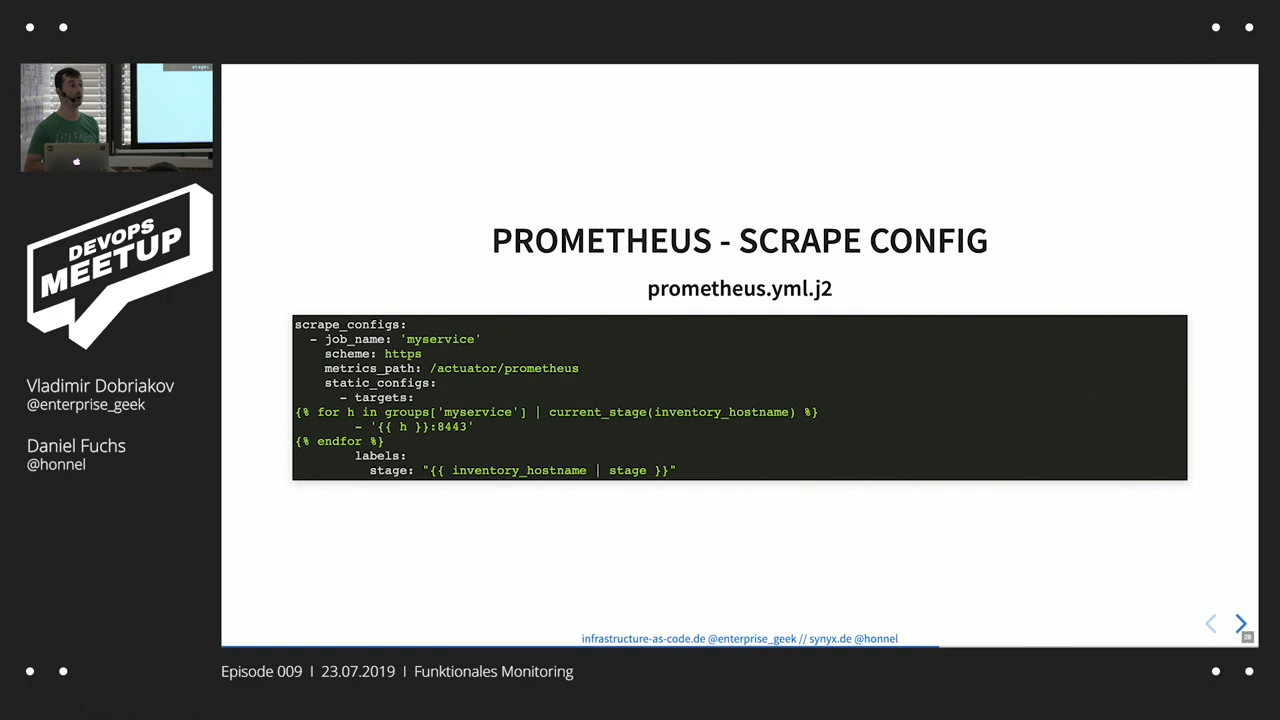 DEVOPS
MEETUP
Vladimir Dobriakov
@enterprise_geek
Daniel Fuchs
@honnel
PROMETHEUS - SCRAPE CONFIG
prometheus.yml.j2
scrape_configs:
  - job_name: 'myservice'
    scheme: https
    metrics_path: /actuator/prometheus
    static_configs:
      - targets:
{% for h in groups['myservice'] | current_stage(inventory_hostname) %}
        - '{{ h }}:8443'
{% endfor %}
        labels:
          stage: "{{ inventory_hostname | stage }}"
infrastructure-as-code.de @enterprise_geek // synyx.de @honnel
28
Episode 009 I 23.07.2019 I Funktionales Monitoring